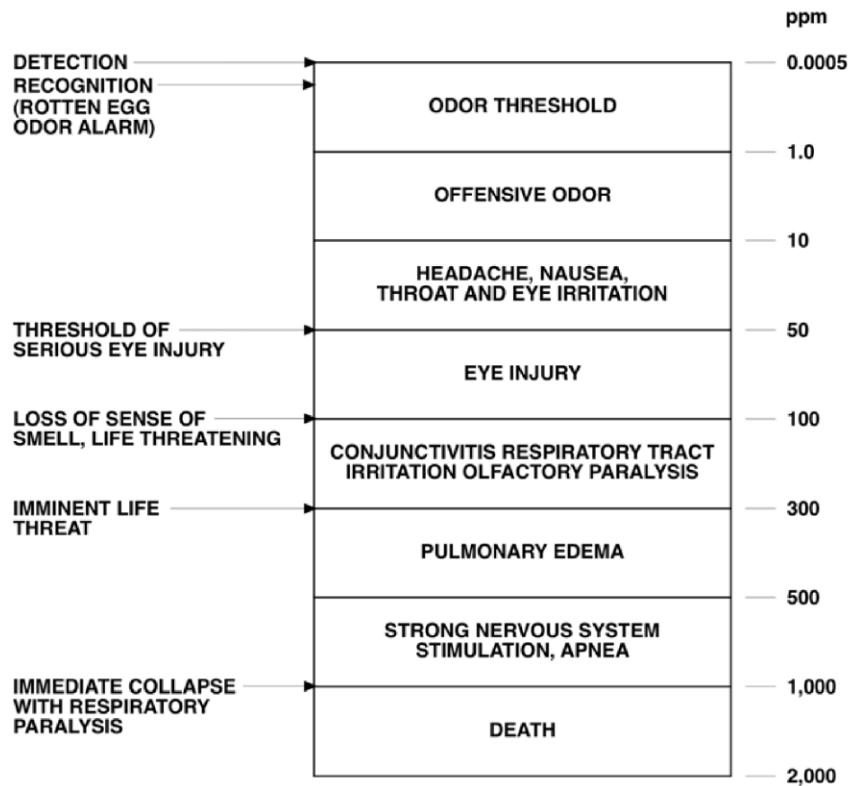 ppm
DETECTION
0.0005
RECOGNITION
(ROTTEN EGG
ODOR ALARM)
ODOR THRESHOLD
1.0
OFFENSIVE ODOR
10
HEADACHE, NAUSEA,
THROAT AND EYE IRRITATION
THRESHOLD OF
SERIOUS EYE INJURY
50
EYE INJURY
LOSS OF SENSE OF
SMELL, LIFE THREATENING
100
CONJUNCTIVITIS RESPIRATORY TRACT
IRRITATION OLFACTORY PARALYSIS
IMMINENT LIFE
THREAT
300
PULMONARY EDEMA
500
STRONG NERVOUS SYSTEM
STIMULATION, APNEA
IMMEDIATE COLLAPSE
WITH RESPIRATORY
PARALYSIS
1,000
DEATH
2,000